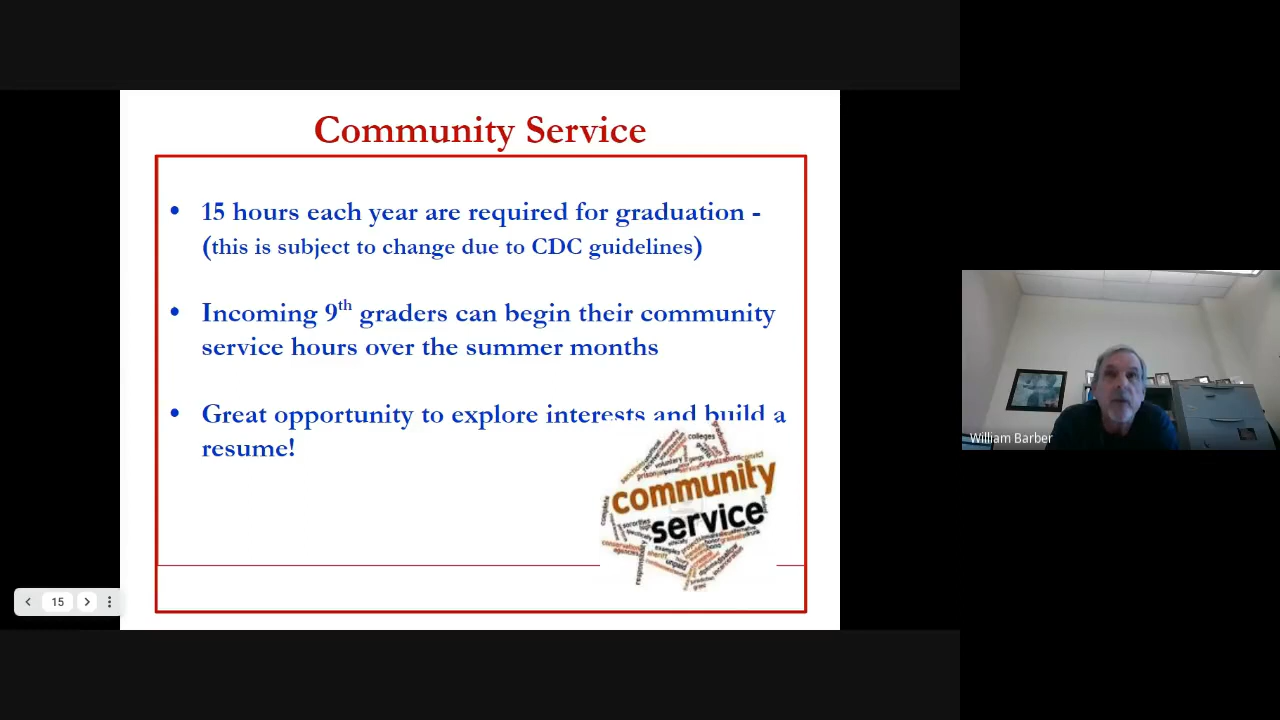 Community Service
• 15 hours each year are required for graduation -
(this is subject to change due to CDC guidelines)
• Incoming 9th graders can begin their community
service hours over the summer months
• Great opportunity to explore interests and build a
resume!
colleges
community
service
15
William Barber